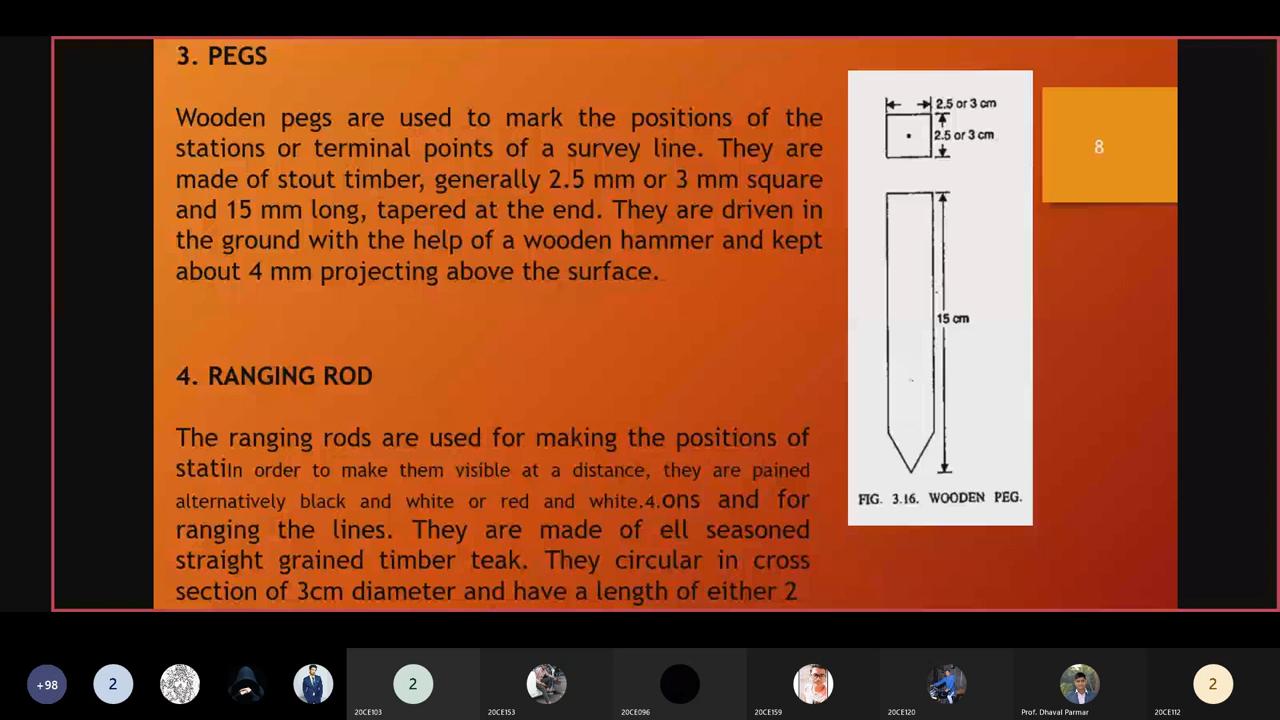 3. PEGS
Wooden pegs are used to mark the positions of the
stations or terminal points of a survey line. They are
made of stout timber, generally 2.5 mm or 3 mm square
and 15 mm long, tapered at the end. They are driven in
the ground with the help of a wooden hammer and kept
about 4 mm projecting above the surface.
4. RANGING ROD
The ranging rods are used for making the positions of
statiIn order to make them visible at a distance, they are pained
alternatively black and white or red and white.4.ons and for
ranging the lines. They are made of ell seasoned
straight grained timber teak. They circular in cross
section of 3cm diameter and have a length of either 2
2.5 or 3 cm
2.5 or 3 cm
15 cm
FIG. 3.16. WOODEN PEG.
8
+98
2
2
20CE103
20CE153
20CE096
20CE159
20CE120
Prof. Dhaval Parmar
2
20CE112